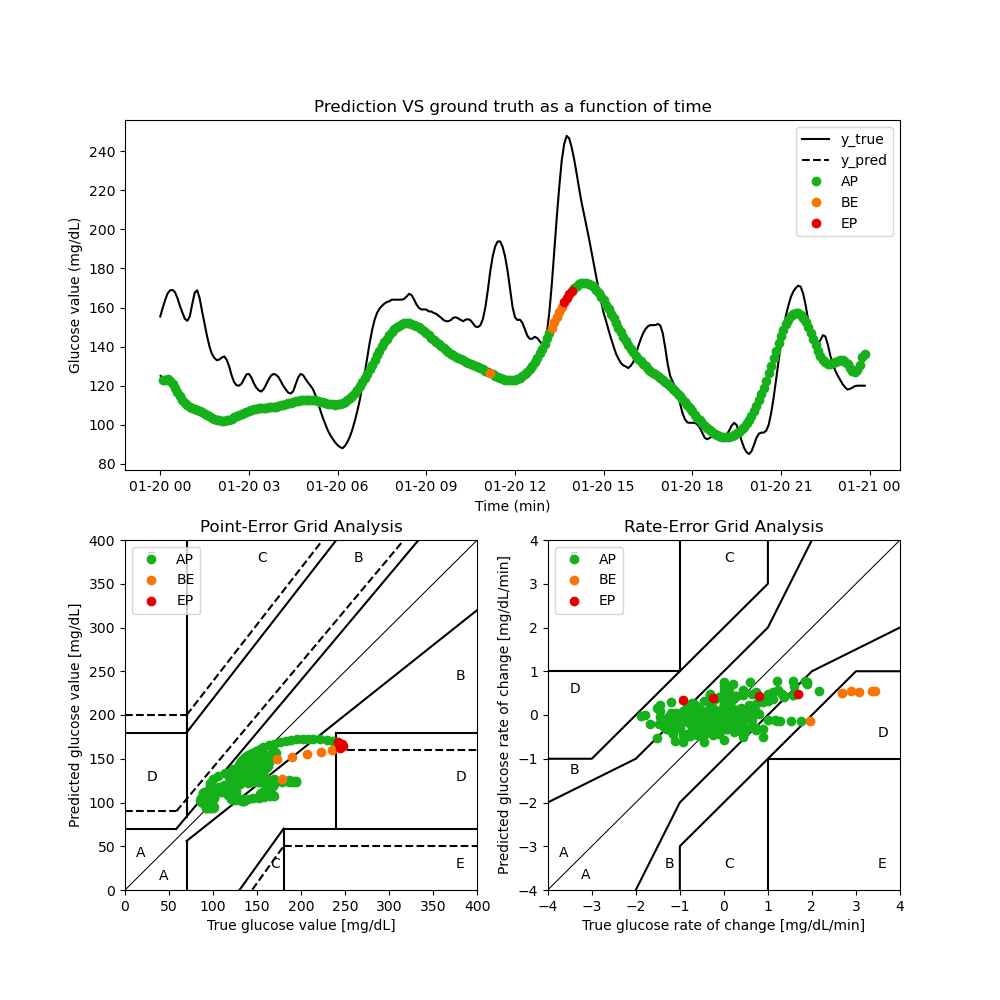 Prediction VS ground truth as a function of time
Glucose value (mg/dL)
240
220
200
180
160
140
120
100
80
y_true
y_pred
AP
BE
EP
01-20 00 01-20 03 01-20 06 01-20 09 01-20 12 01-20 15 01-20 18 01-20 21 01-21 00
Time (min)
Point-Error Grid Analysis
Predicted glucose value [mg/dL]
400
350
300
250
200
150
100
50
0
AP
BE
EP
C B
B
D D
A
A C E
0 50 100 150 200 250 300 350 400
True glucose value [mg/dL]
Rate-Error Grid Analysis
Predicted glucose rate of change [mg/dL/min]
4
3
2
1
0
−1
−2
−3
−4
AP
BE
EP
C
D
D
B
A
A B C E
−4 −3 −2 −1 0 1 2 3 4
True glucose rate of change [mg/dL/min]